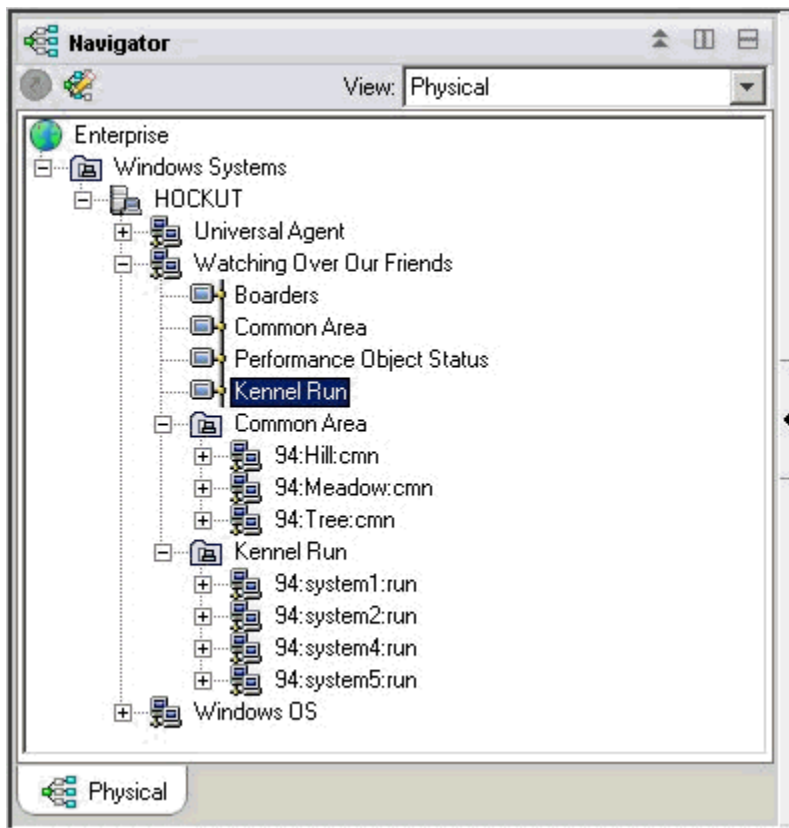 Navigator
View: Physical
Enterprise
Windows Systems
HOCKUT
Universal Agent
Watching Over Our Friends
Boarders
Common Area
Performance Object Status
Kennel Run
Common Area
94:Hill:cmn
94:Meadow:cmn
94:Tree:cmn
Kennel Run
94:system1:run
94:system2:run
94:system4:run
94:system5:run
Windows OS
Physical